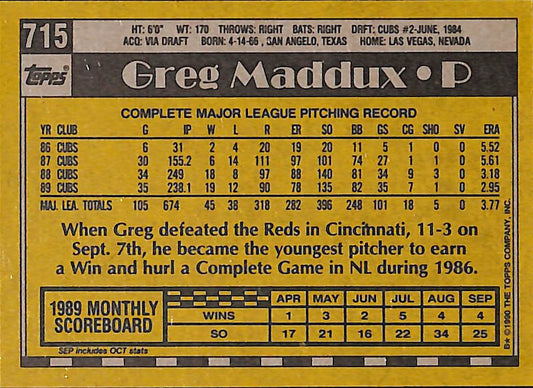 715
HT: 6'0" WT: 170 THROWS: RIGHT BATS: RIGHT DRFT: CUBS #2-JUNE, 1984
ACQ: VIA DRAFT BORN: 4-14-66, SAN ANGELO, TEXAS HOME: LAS VEGAS, NEVADA
TOPPS Greg Maddux • P
COMPLETE MAJOR LEAGUE PITCHING RECORD
YR CLUBS G IP W L R ER SO BB GS CG SHO SV ERA
86 CUBS 6 31 2 4 20 19 20 11 5 1 0 0 5.52
87 CUBS 30 155.2 6 14 111 97 101 74 27 1 1 0 5.61
88 CUBS 34 249 18 8 97 88 140 81 34 9 3 0 3.18
89 CUBS 35 238.1 19 12 90 78 135 82 35 7 1 0 2.95
MAJ. LEA. TOTALS 105 674 45 38 318 282 396 248 101 18 5 0 3.77
When Greg defeated the Reds in Cincinnati, 11-3 on
Sept. 7th, he became the youngest pitcher to earn
a Win and hurl a Complete Game in NL during 1986.
1989 MONTHLY
SCOREBOARD
APR MAY JUN JUL AUG SEP
WINS 1 3 2 5 4 4
SO 17 21 16 22 34 25
SEP includes OCT stats
B* ©1990 THE TOPPS COMPANY, INC.